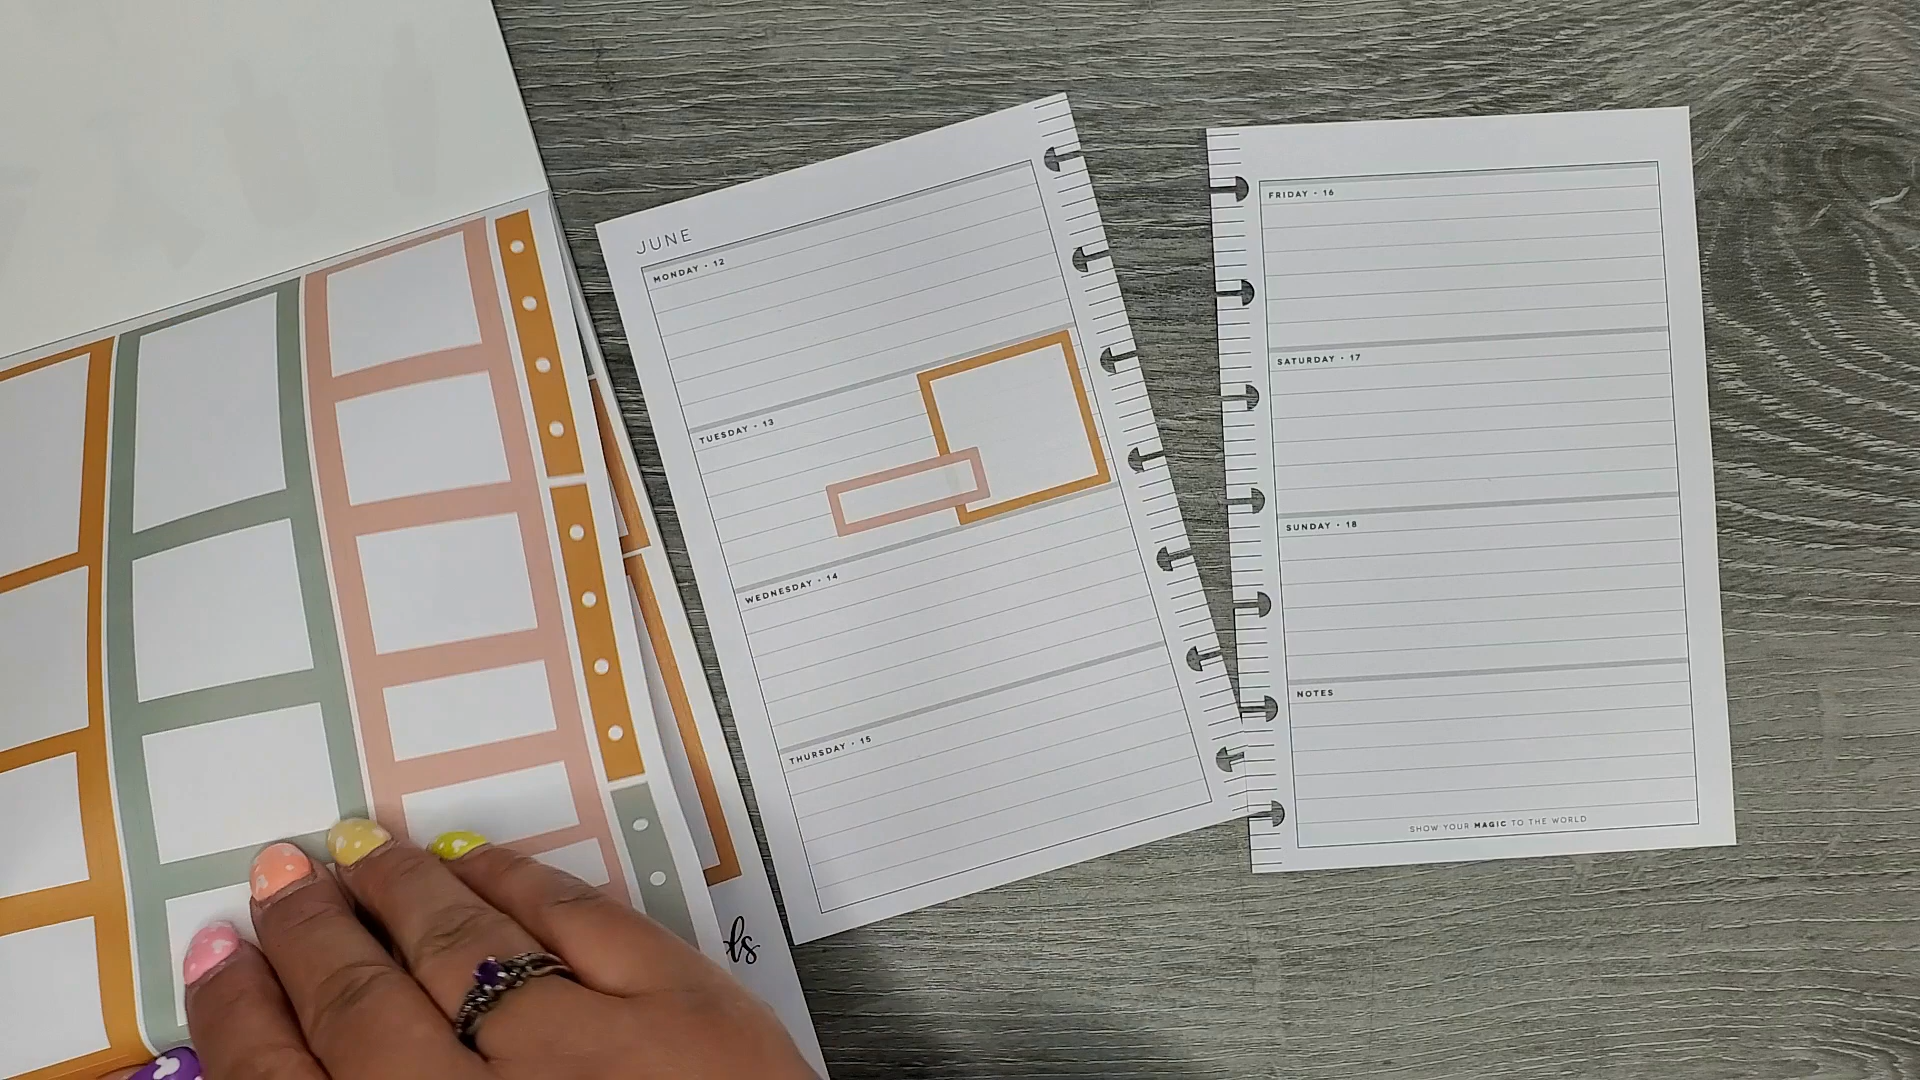 JUNE
MONDAY • 12
TUESDAY • 13
WEDNESDAY • 14
THURSDAY • 15
FRIDAY • 16
SATURDAY • 17
SUNDAY • 18
NOTES
SHOW YOUR MAGIC TO THE WORLD